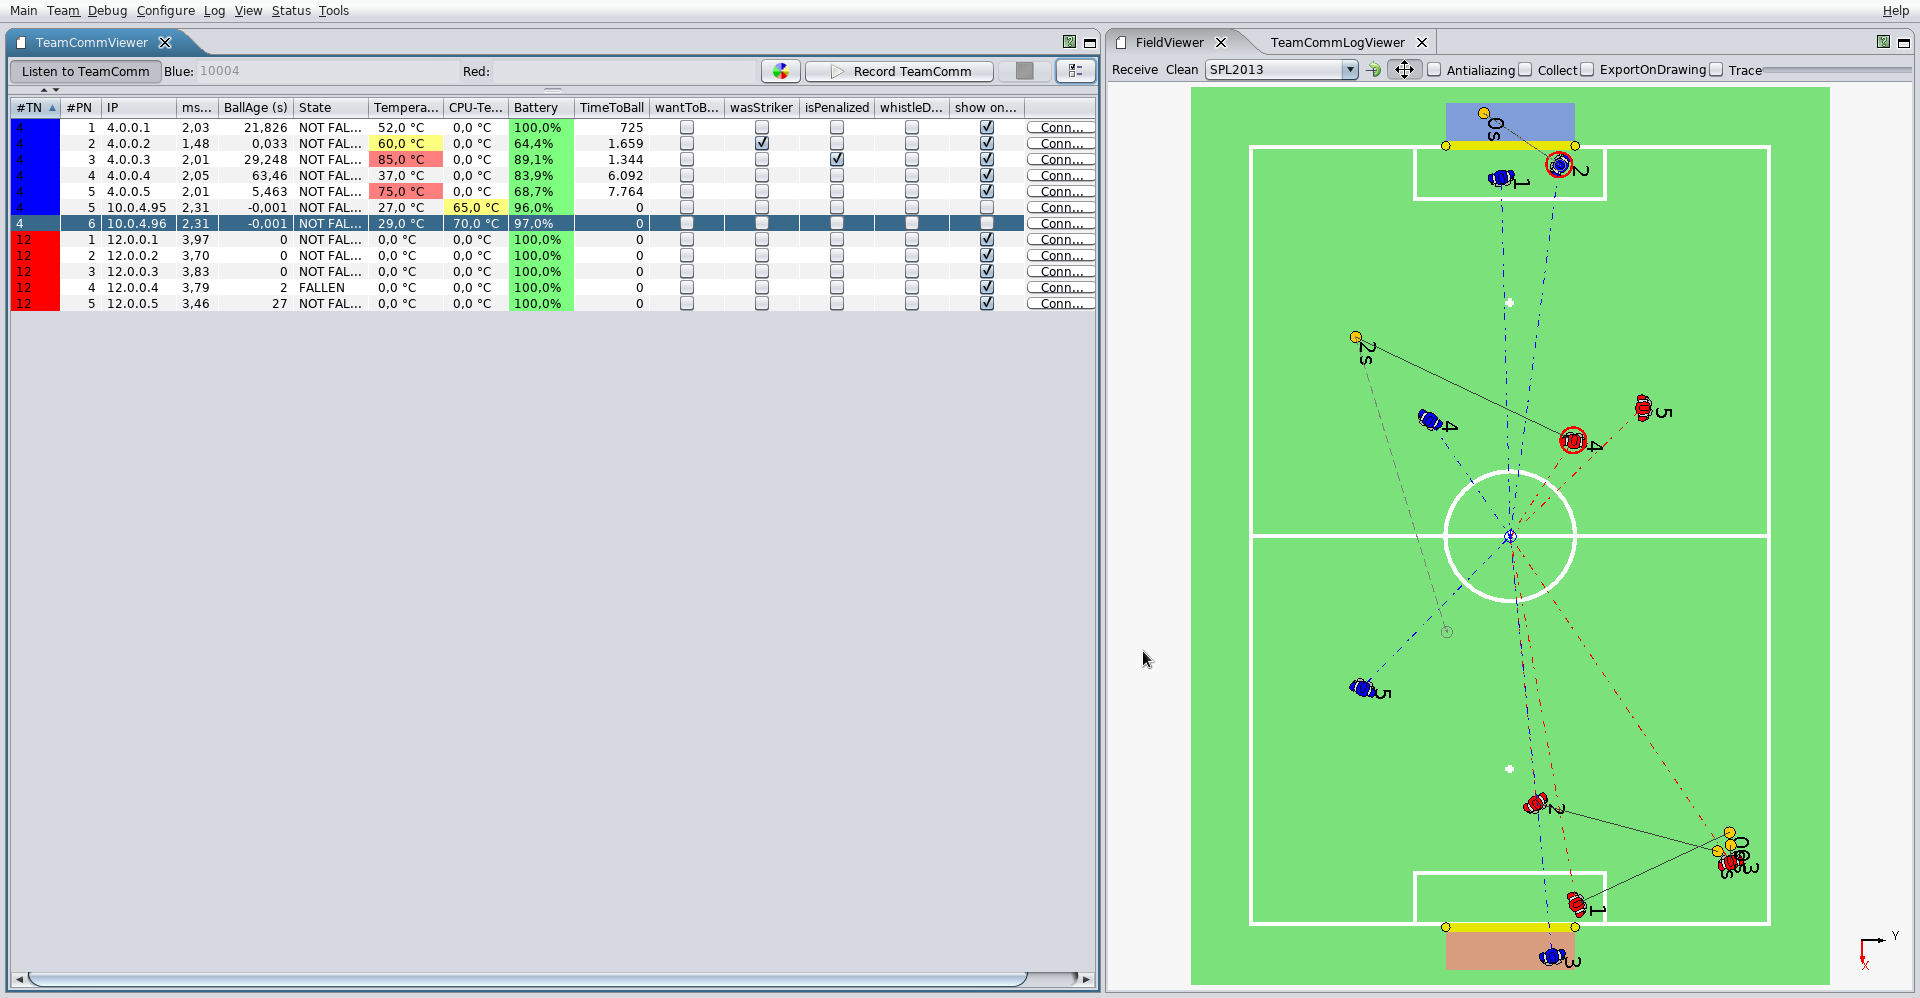 Main Team Debug Configure Log View Status Tools Help
TeamCommViewer
Listen to TeamComm Blue: 10004 Red: Record TeamComm
#TN #PN IP ms... BallAge (s) State Tempera... CPU-Te... Battery TimeToBall wantToB... wasStriker isPenalized whistleD... show on...
4 1 4.0.0.1 2,03 21,826 NOT FAL... 52,0 °C 0,0 °C 100,0% 725 Conn...
4 2 4.0.0.2 1,48 0,033 NOT FAL... 60,0 °C 0,0 °C 64,4% 1.659 Conn...
4 3 4.0.0.3 2,01 29,248 NOT FAL... 85,0 °C 0,0 °C 89,1% 1.344 Conn...
4 4 4.0.0.4 2,05 63,46 NOT FAL... 37,0 °C 0,0 °C 83,9% 6.092 Conn...
4 5 4.0.0.5 2,01 5,463 NOT FAL... 75,0 °C 0,0 °C 68,7% 7.764 Conn...
4 5 10.0.4.95 2,31 -0,001 NOT FAL... 27,0 °C 65,0 °C 96,0% 0 Conn...
4 6 10.0.4.96 2,31 -0,001 NOT FAL... 29,0 °C 70,0 °C 97,0% 0 Conn...
12 1 12.0.0.1 3,97 0 NOT FAL... 0,0 °C 0,0 °C 100,0% 0 Conn...
12 2 12.0.0.2 3,70 0 NOT FAL... 0,0 °C 0,0 °C 100,0% 0 Conn...
12 3 12.0.0.3 3,83 0 NOT FAL... 0,0 °C 0,0 °C 100,0% 0 Conn...
12 4 12.0.0.4 3,79 2 FALLEN 0,0 °C 0,0 °C 100,0% 0 Conn...
12 5 12.0.0.5 3,46 27 NOT FAL... 0,0 °C 0,0 °C 100,0% 0 Conn...
FieldViewer TeamCommLogViewer
Receive Clean SPL2013 Antialiazing Collect ExportOnDrawing Trace
0s
2
1
2s
5
4
4
5
2
3
1
3
Y
X